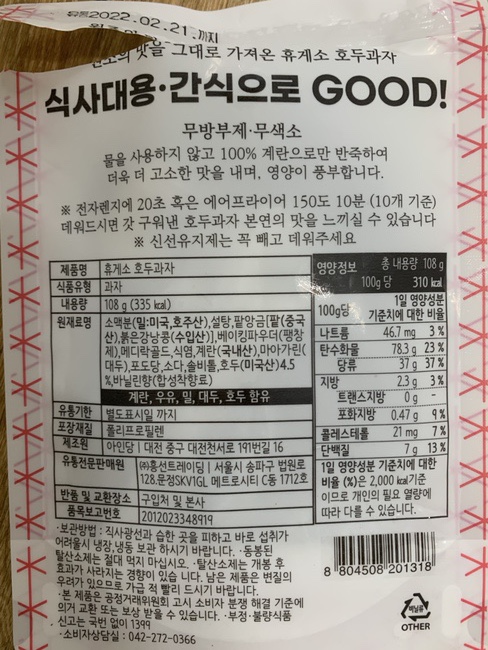 유통2022.02.21.까지
맛을 그대로 가져온 휴게소 호두과자
식사대용·간식으로 GOOD!
무방부제·무색소
물을 사용하지 않고 100% 계란으로만 반죽하여
더욱 더 고소한 맛을 내며, 영양이 풍부합니다.
※ 전자렌지에 20초 혹은 에어프라이어 150도 10분 (10개 기준)
데워드시면 갓 구워낸 호두과자 본연의 맛을 느끼실 수 있습니다
※ 신선유지제는 꼭 빼고 데워주세요
제품명 휴게소 호두과자
식품유형 과자
내용량 108 g (335 kcal)
원재료명 소맥분(밀:미국,호주산),설탕,팥앙금[팥(중국
산),붉은강낭콩(수입산)],베이킹파우더(팽창
제),메디락골드,식염,계란(국내산),마아가린(
대두),포도당,소다,솔비톨,호두(미국산)4.5
%,바닐린향(합성착향료)
계란, 우유, 밀, 대두, 호두 함유
유통기한 별도표시일 까지
포장재질 폴리프로필렌
제조원 아인당 | 대전 중구 대전천서로 191번길 16
유통전문판매원 ㈜홍선트레이딩 | 서울시 송파구 법원로
128.문정SKV1GL 메트로시티 C동 1712호
반품 및 교환장소 구입처 및 본사
품목보고번호 2012023348919
영양정보 총 내용량 108 g
100g 당 310 kcal
100g당 1일 영양성분
기준치에 대한 비율
나트륨 46.7 mg 3 %
탄수화물 78.3 g 23 %
당류 37 g 37 %
지방 2.3 g 3 %
트랜스지방 0 g -
포화지방 0.47 g 9 %
콜레스테롤 21 mg 7 %
단백질 7 g 13 %
1일 영양성분 기준치에 대한
비율 (%)은 2,000 kcal기준
이므로 개인의 필요 열량에
따라 다를 수 있습니다.
·보관방법 : 직사광선과 습한 곳을 피하고 바로 섭취가
어려울시 냉장,냉동 보관 하시기 바랍니다. ·동봉된
탈산소제는 절대 먹지 마십시오. ·탈산소제는 개봉 후
효과가 사라지는 경향이 있습 니다. 남은 제품은 변질의
우려가 있으므로 가급 적 빨리 드시기 바랍니다.
·본 제품은 공정거래위원회 고시 소비자 분쟁 해결 기준에
의거 교환 또는 보상 받을 수 있습니다. ·부정·불량식품
신고는 국번 없이 1399
·소비자상담실 : 042-272-0366
8 804508 201318
비닐류
OTHER